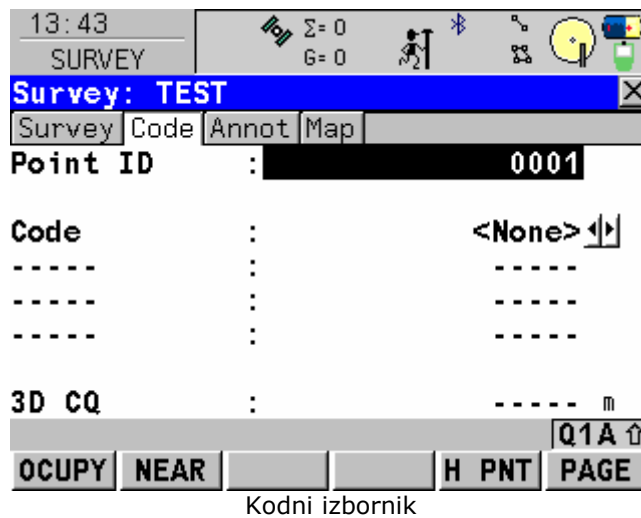 13:43 Σ= 0
SURVEY G= 0
Survey: TEST
Survey Code Annot Map
Point ID : 0001
Code : <None>
----- : -----
----- : -----
----- : -----
3D CQ : ----- m
Q1A
OCUPY NEAR H PNT PAGE
Kodni izbornik